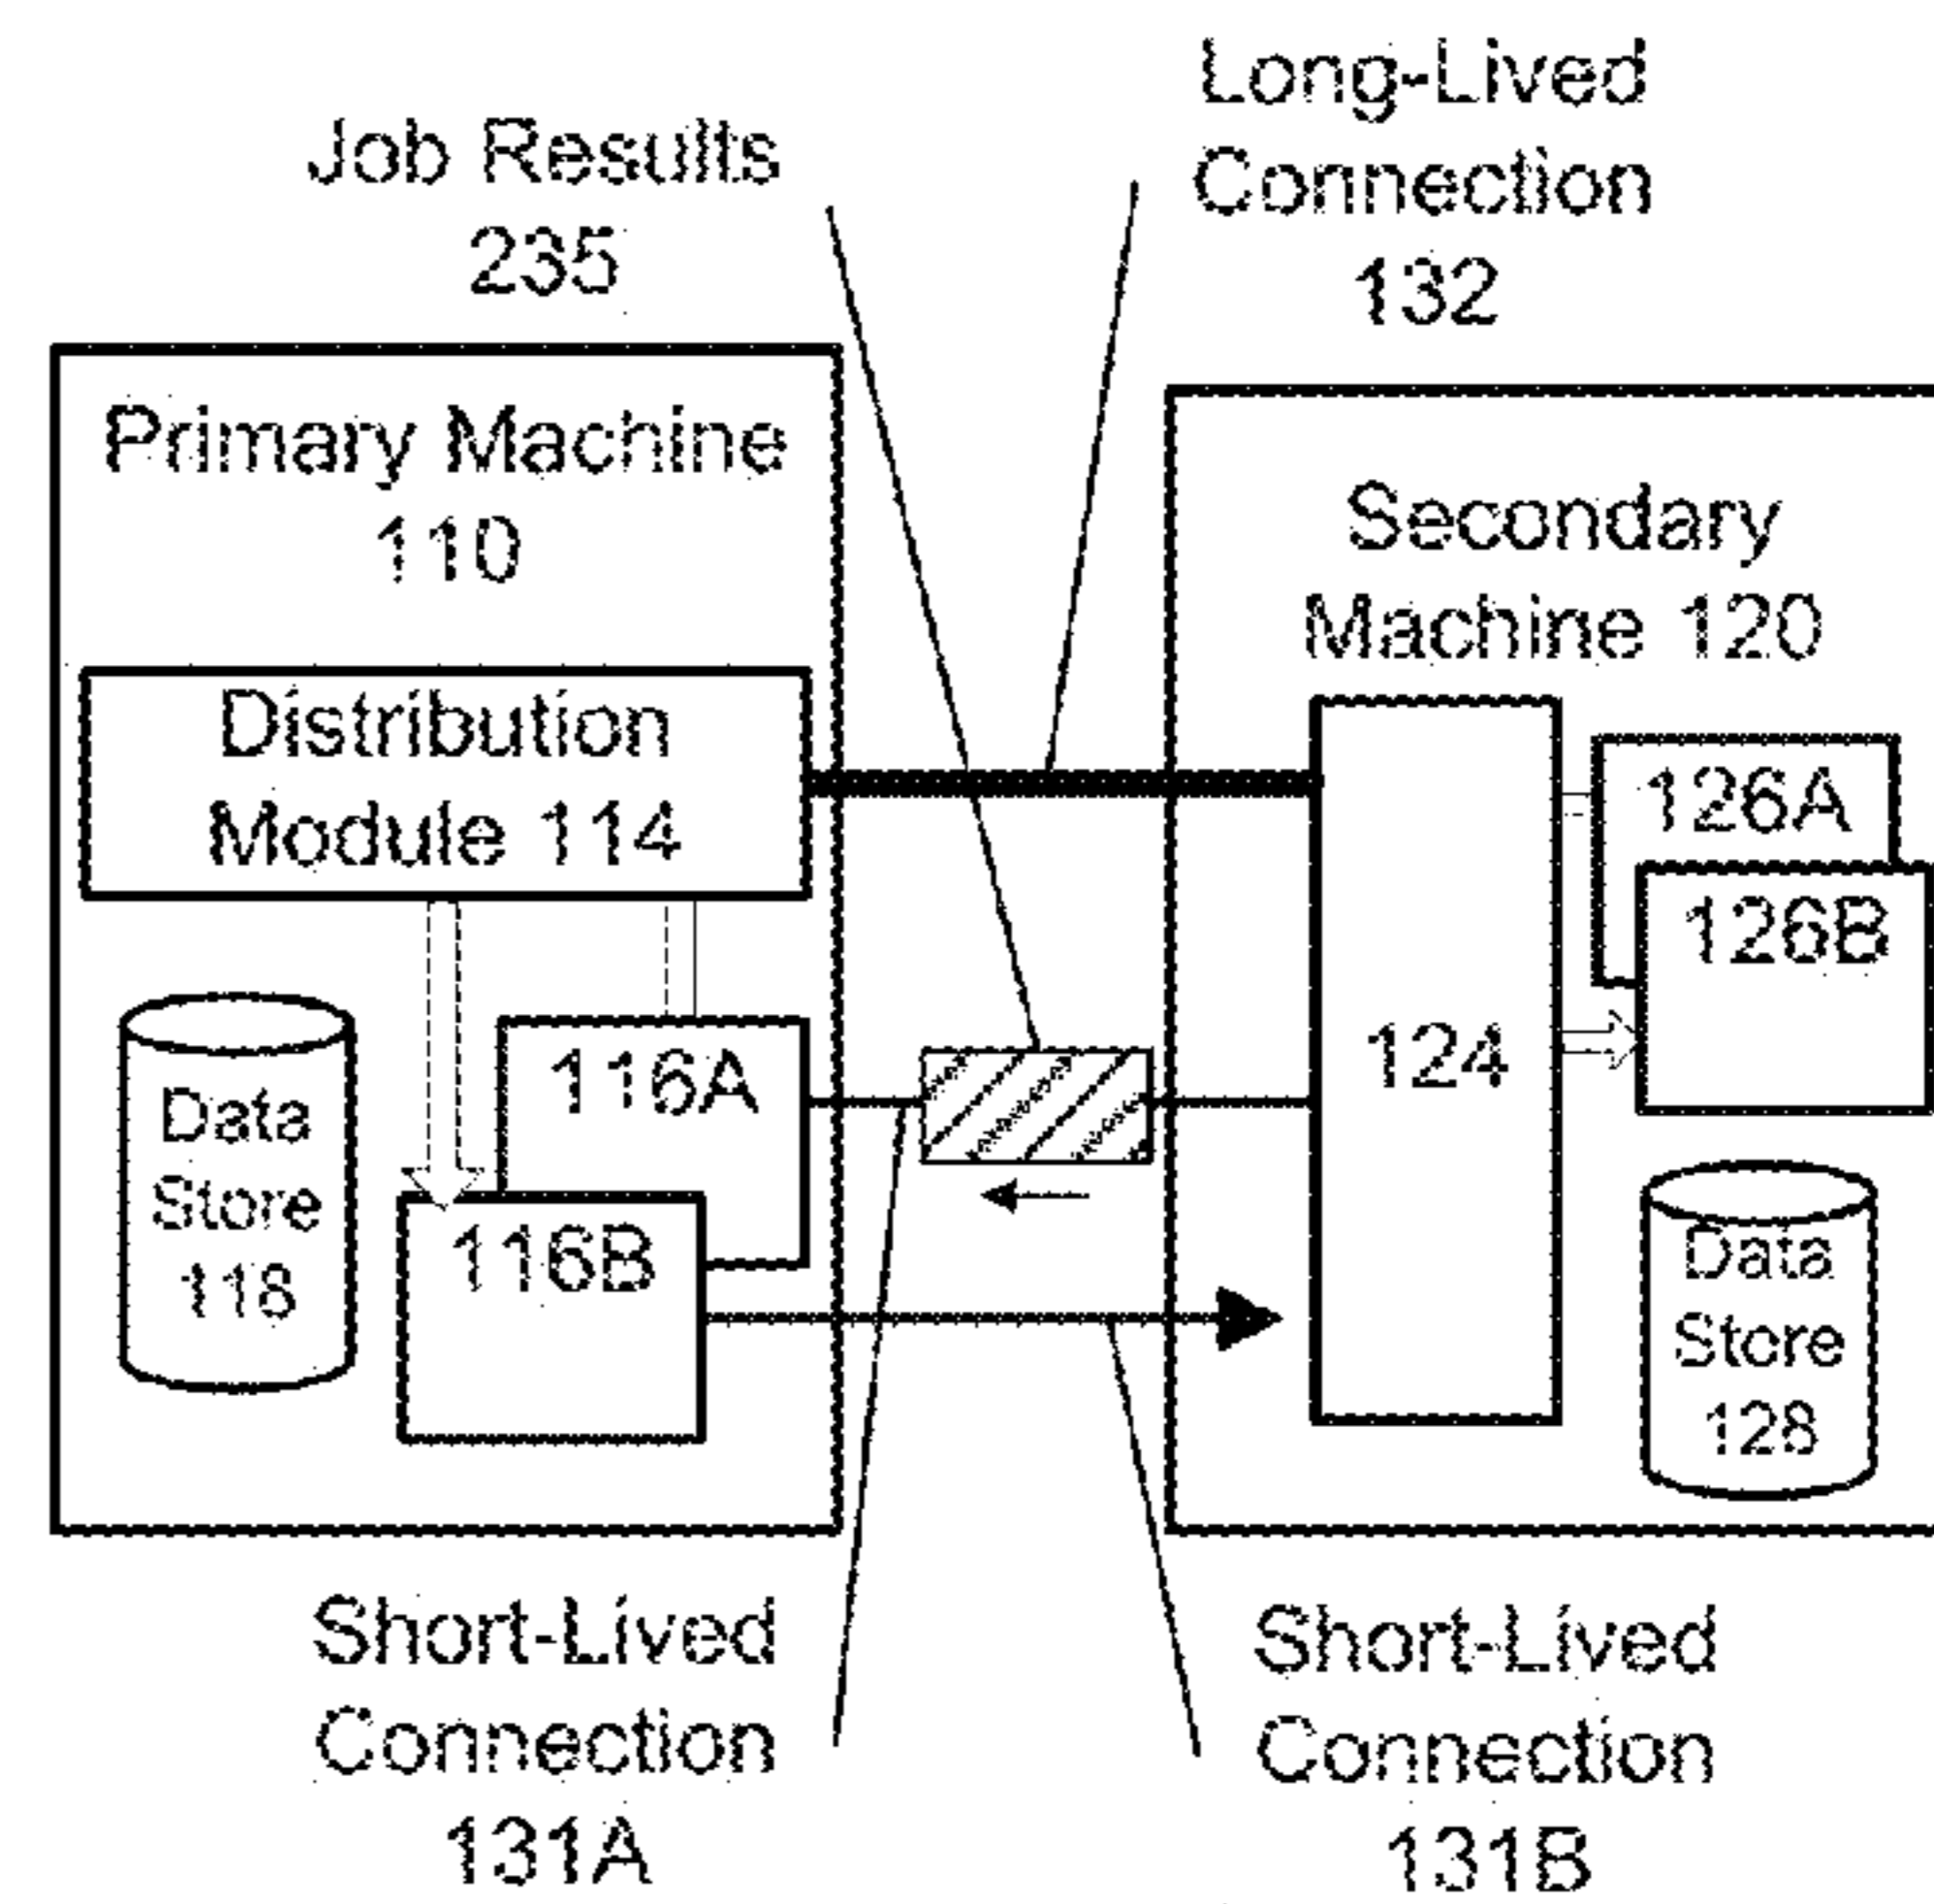 Job Results
235
Long-Lived
Connection
132
Primary Machine
110
Distribution
Module 114
Data
Store
118
116A
116B
Secondary
Machine 120
124
126A
126B
Data
Store
128
Short-Lived
Connection
131A
Short-Lived
Connection
131B